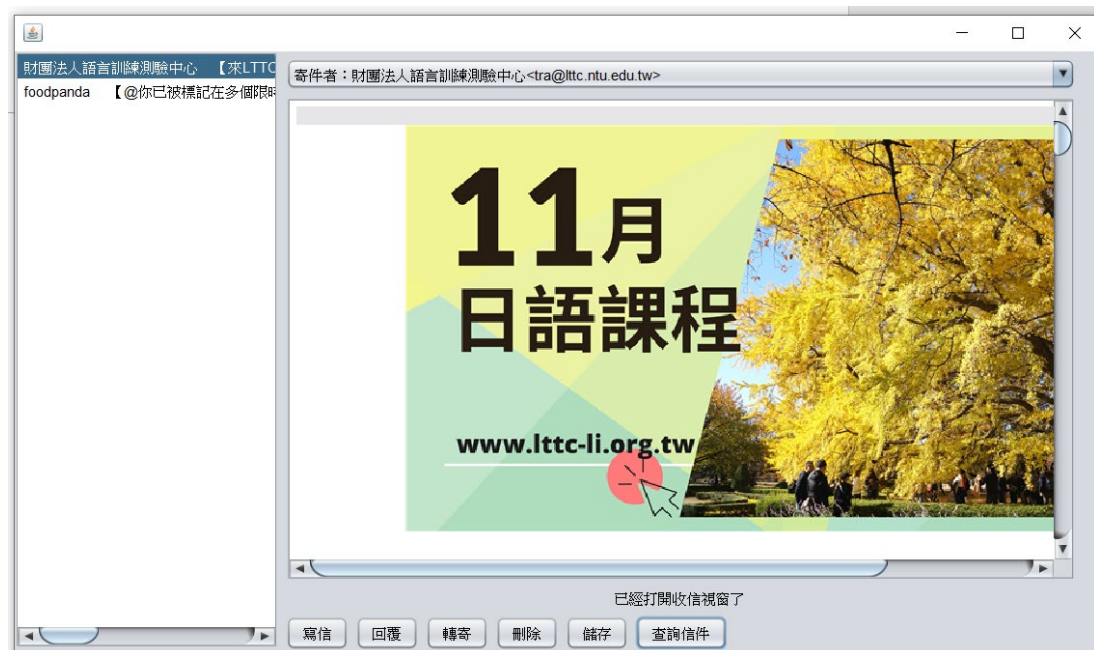 財團法人語言訓練測驗中心 【來LTTC
foodpanda 【@你已被標記在多個限時
寄件者：財團法人語言訓練測驗中心<tra@lttc.ntu.edu.tw>
11月
日語課程
www.lttc-li.org.tw
已經打開收信視窗了
寫信 回覆 轉寄 刪除 儲存 查詢信件